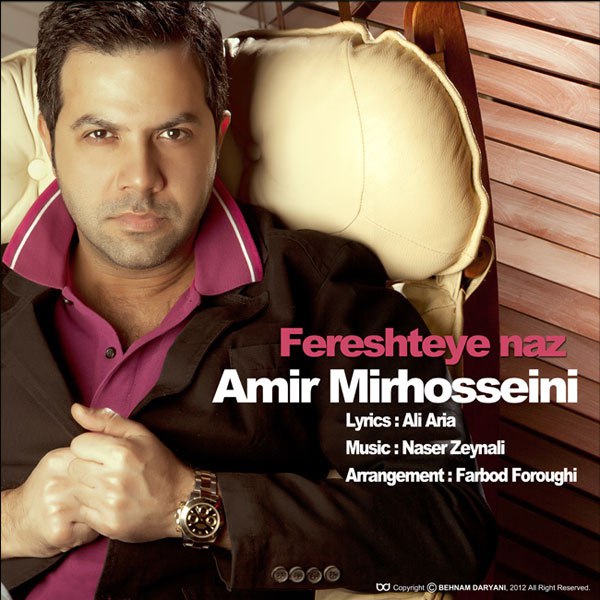 Fereshteye naz
Amir Mirhosseini
Lyrics : Ali Aria
Music : Naser Zeynali
Arrangement : Farbod Foroughi
Copyright © BEHNAM DARYANI, 2012 All Right Reserved.